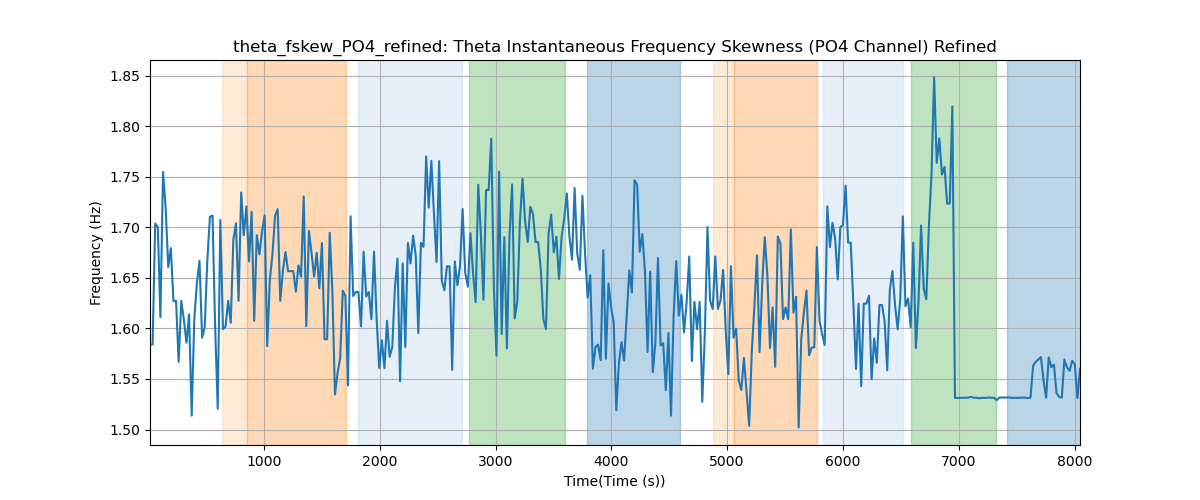 theta_fskew_PO4_refined: Theta Instantaneous Frequency Skewness (PO4 Channel) Refined
1.85
1.80
1.75
1.70
1.65
1.60
1.55
1.50
Frequency (Hz)
1000 2000 3000 4000 5000 6000 7000 8000
Time(Time (s))